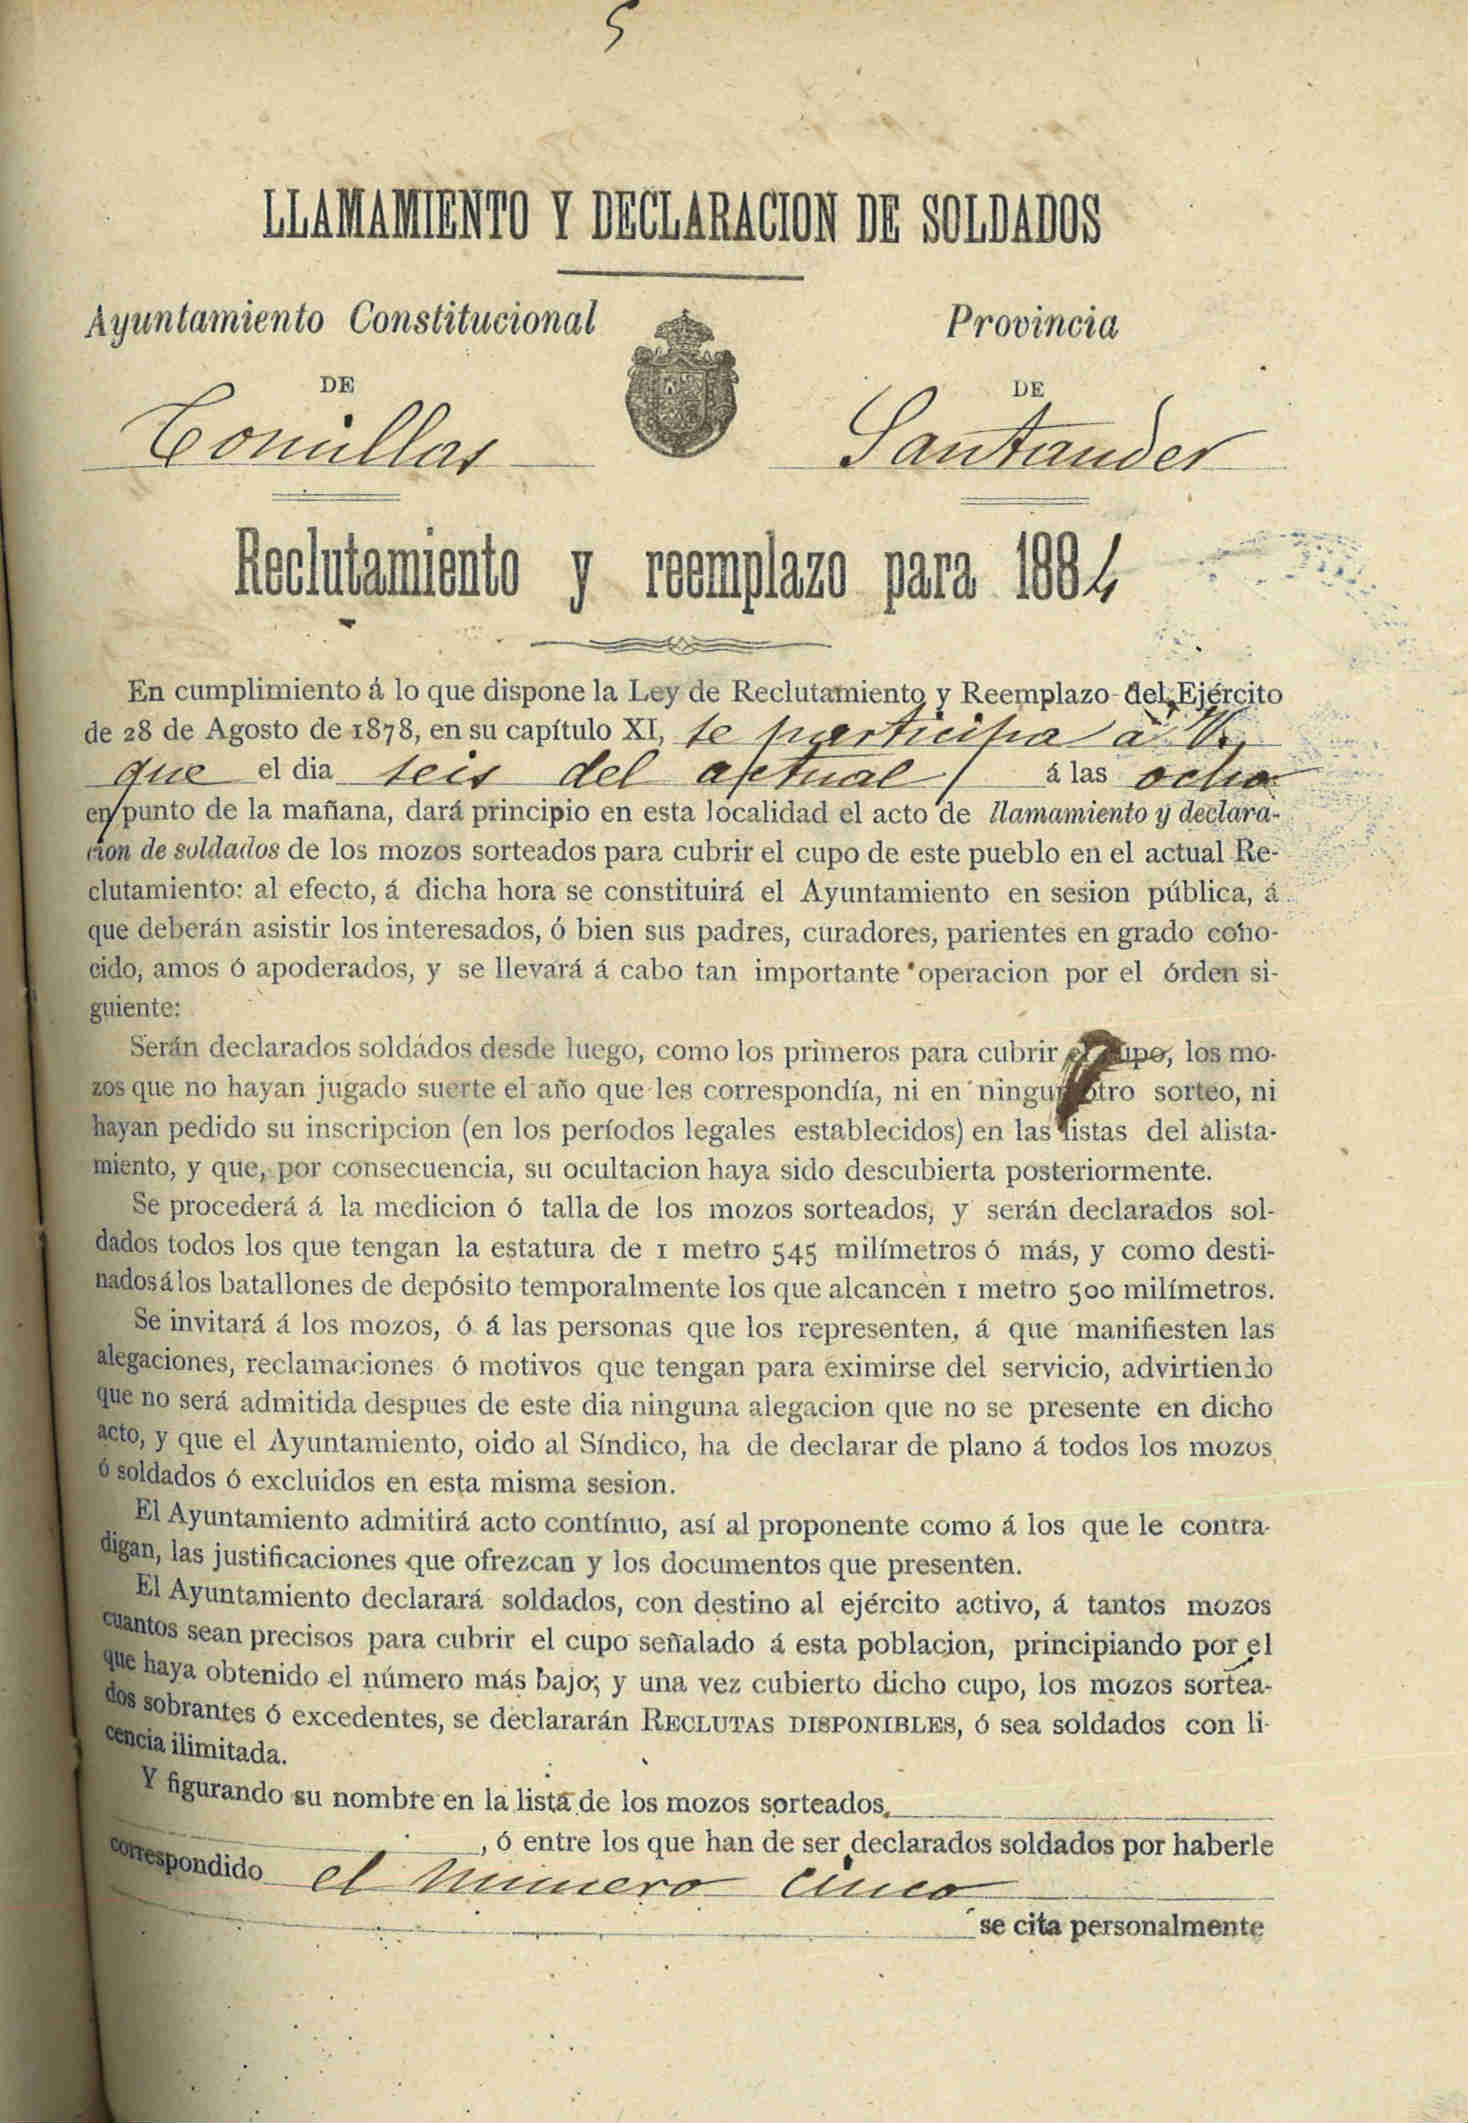 5
LLAMAMIENTO Y DECLARACION DE SOLDADOS
Ayuntamiento Constitucional
DE
Comillas
Provincia
DE
Santander
Reclutamiento y reemplazo para 1884
En cumplimiento á lo que dispone la Ley de Reclutamiento y Reemplazo del Ejército
de 28 de Agosto de 1878, en su capítulo XI, se participa a V.
que el dia seis del actual á las ocho
en punto de la mañana, dará principio en esta localidad el acto de llamamiento y declara-
cion de soldados de los mozos sorteados para cubrir el cupo de este pueblo en el actual Re-
clutamiento: al efecto, á dicha hora se constituirá el Ayuntamiento en sesion pública, á
que deberán asistir los interesados, ó bien sus padres, curadores, parientes en grado cono-
cido, amos ó apoderados, y se llevará á cabo tan importante operacion por el órden si-
guiente:
Serán declarados soldados desde luego, como los primeros para cubrir el cupo, los mo-
zos que no hayan jugado suerte el año que les correspondía, ni en ningun otro sorteo, ni
hayan pedido su inscripcion (en los períodos legales establecidos) en las listas del alista-
miento, y que, por consecuencia, su ocultacion haya sido descubierta posteriormente.
Se procederá á la medicion ó talla de los mozos sorteados, y serán declarados sol-
dados todos los que tengan la estatura de 1 metro 545 milímetros ó más, y como desti-
nados á los batallones de depósito temporalmente los que alcancen 1 metro 500 milímetros.
Se invitará á los mozos, ó á las personas que los representen, á que manifiesten las
alegaciones, reclamaciones ó motivos que tengan para eximirse del servicio, advirtiendo
que no será admitida despues de este dia ninguna alegacion que no se presente en dicho
acto, y que el Ayuntamiento, oido al Síndico, ha de declarar de plano á todos los mozos
ó soldados ó excluidos en esta misma sesion.
El Ayuntamiento admitirá acto contínuo, así al proponente como á los que le contra-
digan, las justificaciones que ofrezcan y los documentos que presenten.
El Ayuntamiento declarará soldados, con destino al ejército activo, á tantos mozos
cuantos sean precisos para cubrir el cupo señalado á esta poblacion, principiando por el
que haya obtenido el número más bajo; y una vez cubierto dicho cupo, los mozos sortea-
dos sobrantes ó excedentes, se declararán RECLUTAS DISPONIBLES, ó sea soldados con li-
cencia ilimitada.
Y figurando su nombre en la lista de los mozos sorteados,
, ó entre los que han de ser declarados soldados por haberle
correspondido el numero cinco
se cita personalmente